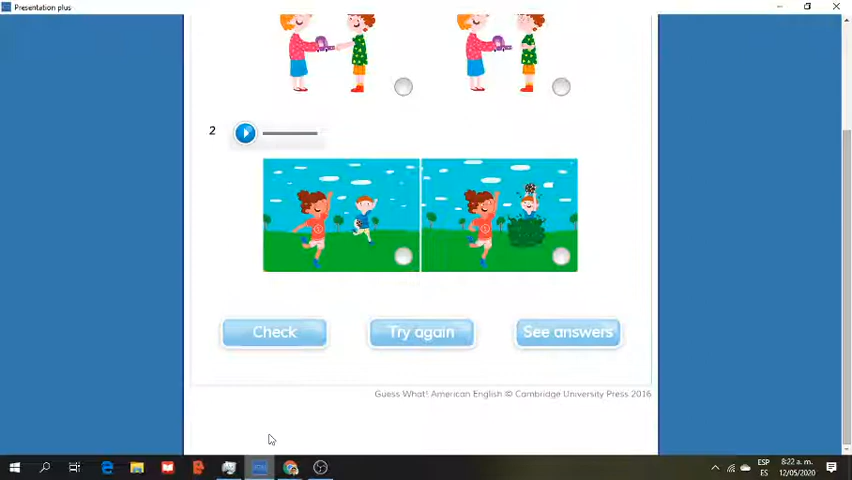 Presentation plus
2
Check
Try again
See answers
Guess What! American English © Cambridge University Press 2016
ESP
8:22 a. m.
ES
12/05/2020